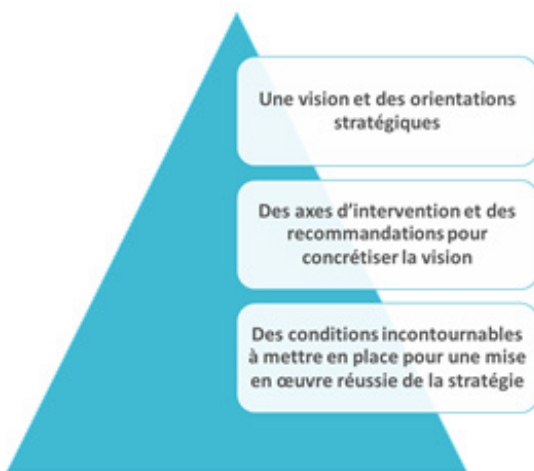 Une vision et des orientations
stratégiques
Des axes d'intervention et des
recommandations pour
concrétiser la vision
Des conditions incontournables
à mettre en place pour une mise
en œuvre réussie de la stratégie